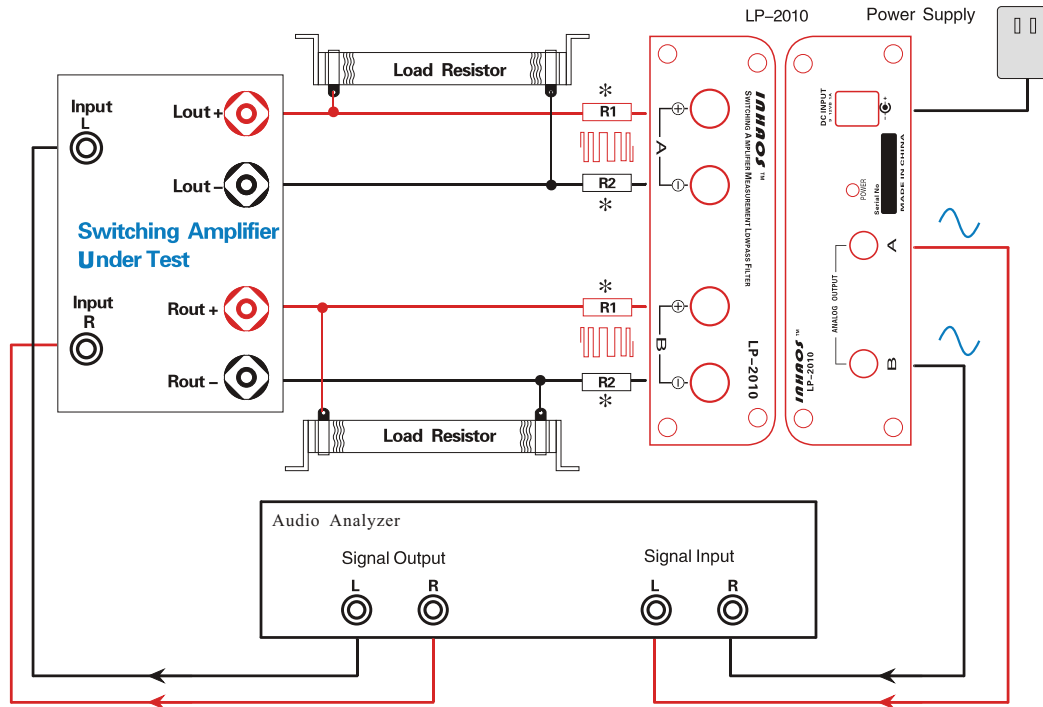 LP-2010
Power Supply
Load Resistor
Input
L
Lout +
Lout -
Switching Amplifier
Under Test
Input
R
Rout +
Rout -
*
R1
R2
*
*
R1
R2
*
Load Resistor
+
A
-
+
B
-
INHAOS™
SWITCHING AMPLIFIER MEASUREMENT LOWPASS FILTER
LP-2010
DC INPUT
- +
POWER
Serial No
MADE IN CHINA
A
ANALOG OUTPUT
B
INHAOS™
LP-2010
Audio Analyzer
Signal Output
L R
Signal Input
L R